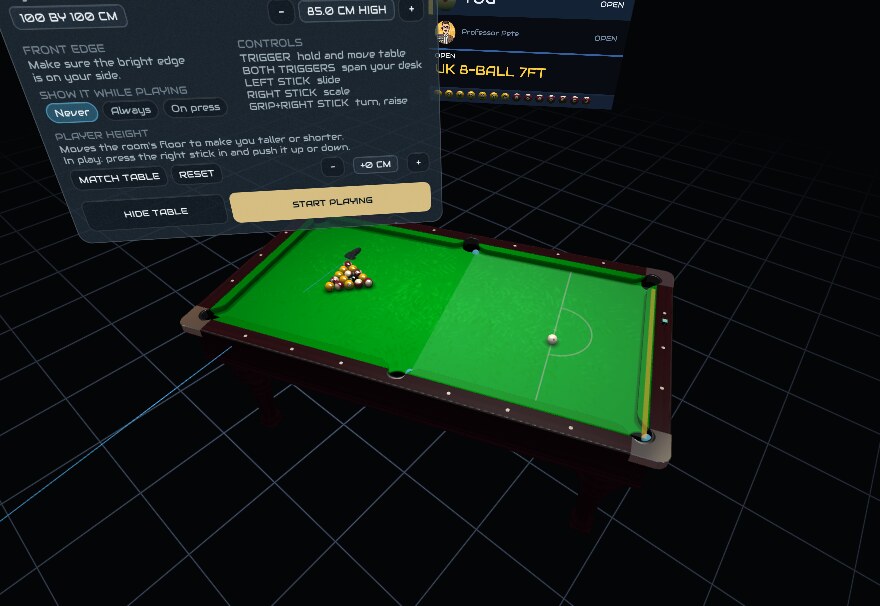 100 BY 100 CM
- 85.0 CM HIGH +
FRONT EDGE
Make sure the bright edge
is on your side.
SHOW IT WHILE PLAYING
Never Always On press
CONTROLS
TRIGGER hold and move table
BOTH TRIGGERS span your desk
LEFT STICK slide
RIGHT STICK scale
GRIP+RIGHT STICK turn, raise
PLAYER HEIGHT
Moves the room's floor to make you taller or shorter.
In play: press the right stick in and push it up or down.
MATCH TABLE RESET - +0 CM +
HIDE TABLE START PLAYING
OPEN
Professor Pete OPEN
OPEN
UK 8-BALL 7FT